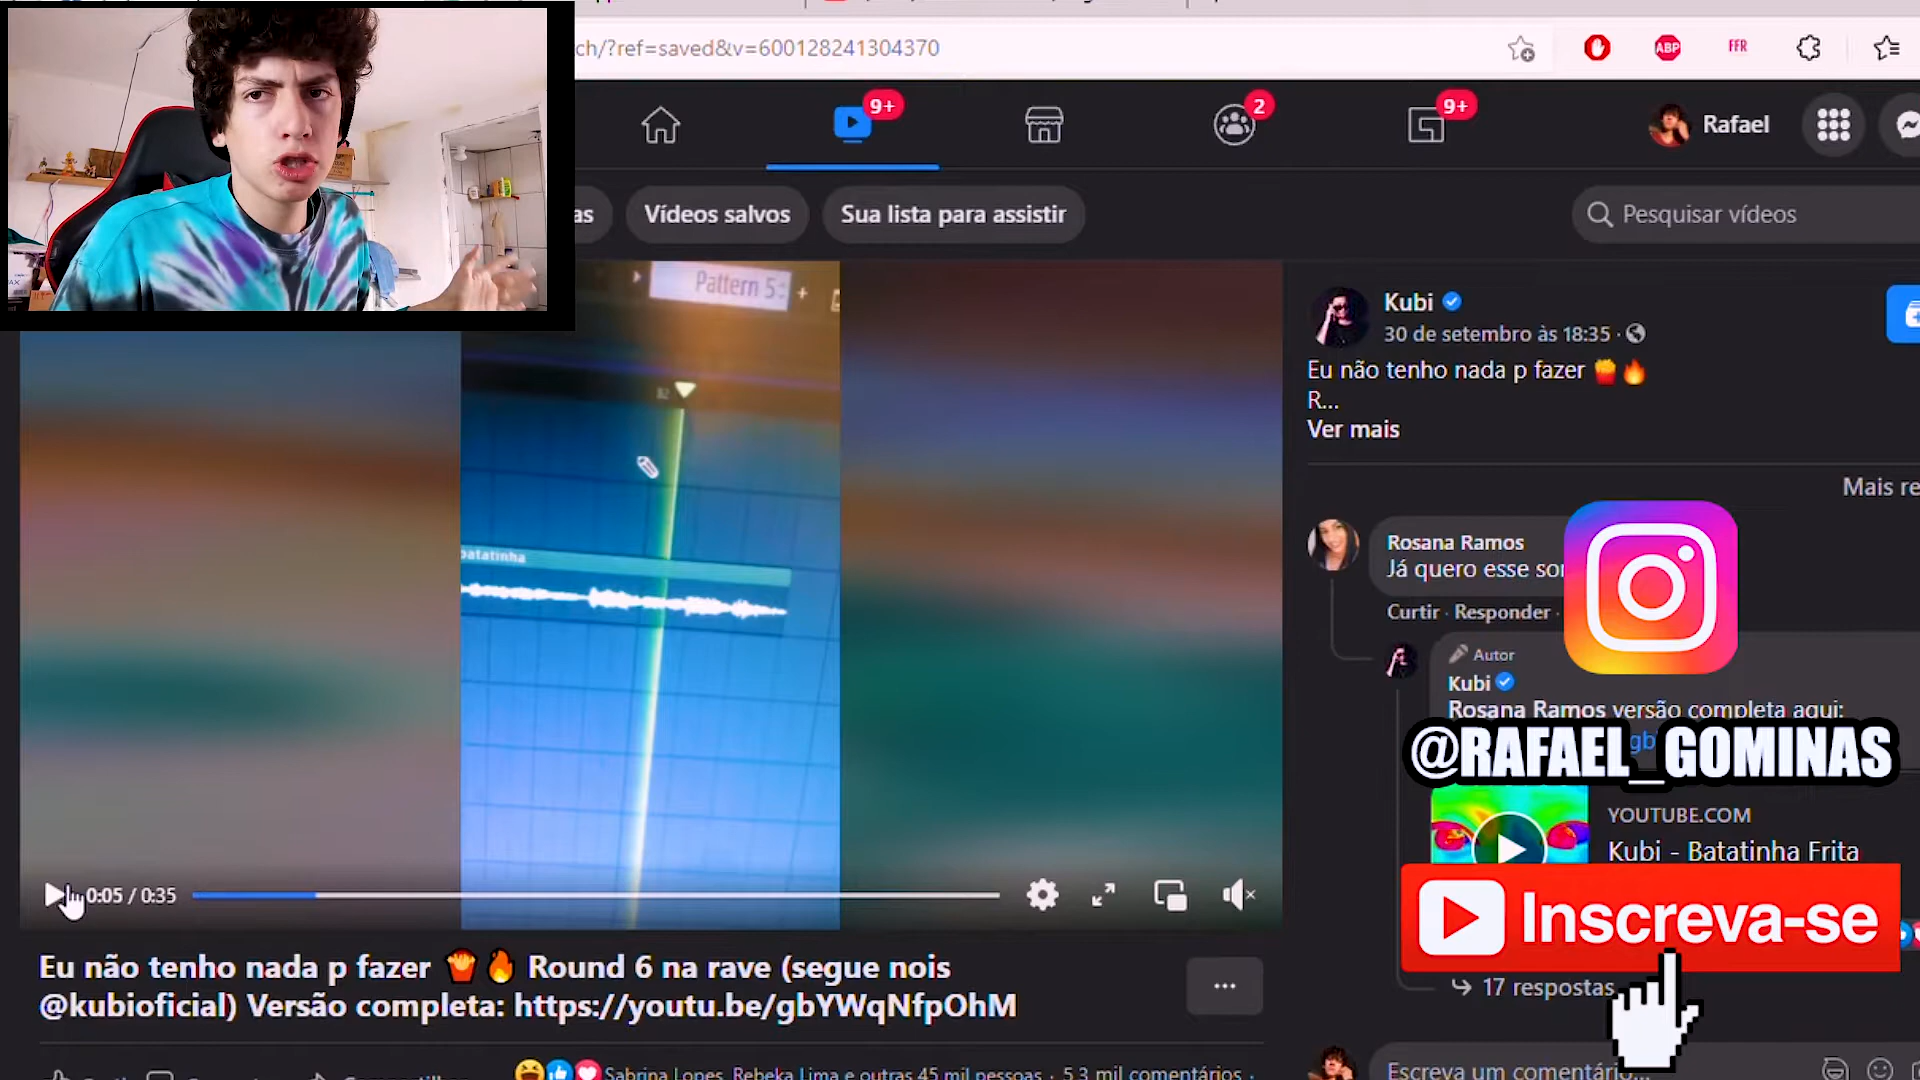 ch/?ref=saved&v=600128241304370
ABP
FFR
9+
2
9+
Rafael
as
Vídeos salvos
Sua lista para assistir
Pesquisar vídeos
Pattern 5
82
batatinha
0:05 / 0:35
Kubi
30 de setembro às 18:35 ·
Eu não tenho nada p fazer 🍟🔥
R...
Ver mais
Mais re
Rosana Ramos
Já quero esse so
Curtir · Responder ·
Autor
Kubi
Rosana Ramos versão completa aqui:
gb
@RAFAEL_GOMINAS
YOUTUBE.COM
Kubi - Batatinha Frita
Inscreva-se
17 respostas
Eu não tenho nada p fazer 🍟🔥 Round 6 na rave (segue nois
@kubioficial) Versão completa: https://youtu.be/gbYWqNfpOhM
Sabrina Lopes, Rebeka Lima e outras 45 mil pessoas · 5,3 mil comentários ·
Escreva um comentário...